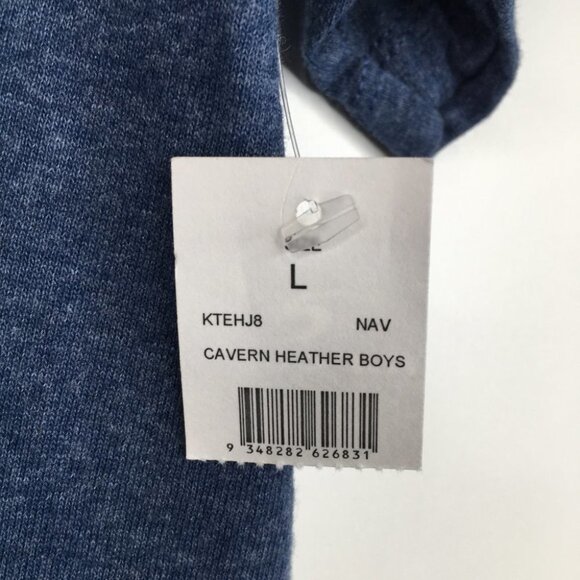 L
KTEHJ8 NAV
CAVERN HEATHER BOYS
9 348282 626831